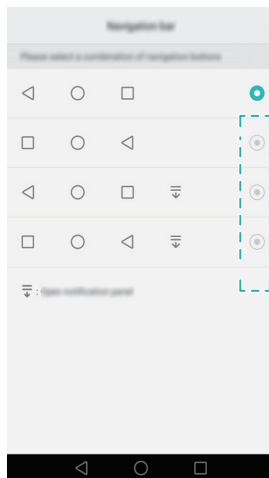 Navigation bar
Please select a combination of navigation buttons
: Open notification panel